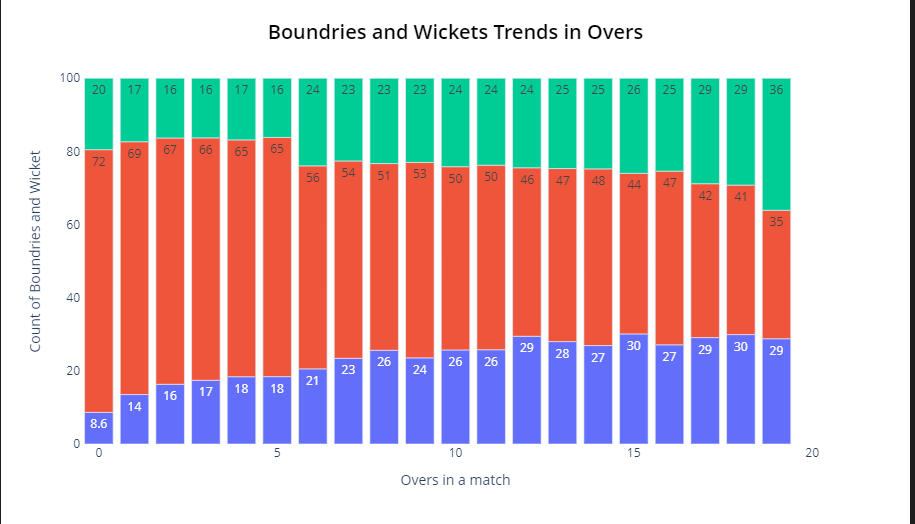 Boundries and Wickets Trends in Overs
Count of Boundries and Wicket
100
80
60
40
20
0
20 17 16 16 17 16 24 23 23 23 24 24 24 25 25 26 25 29 29 36
72 69 67 66 65 65 56 54 51 53 50 50 46 47 48 44 47 42 41 35
8.6 14 16 17 18 18 21 23 26 24 26 26 29 28 27 30 27 29 30 29
0 5 10 15 20
Overs in a match